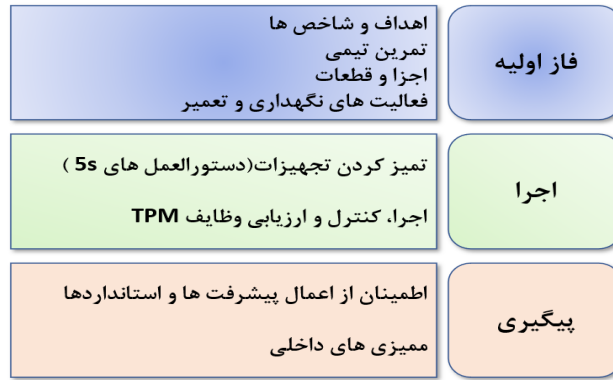 فاز اولیه
اهداف و شاخص ها
تمرین تیمی
اجزا و قطعات
فعالیت های نگهداری و تعمیر
اجرا
تمیز کردن تجهیزات(دستورالعمل های 5s )
اجرا، کنترل و ارزیابی وظایف TPM
پیگیری
اطمینان از اعمال پیشرفت ها و استانداردها
ممیزی های داخلی